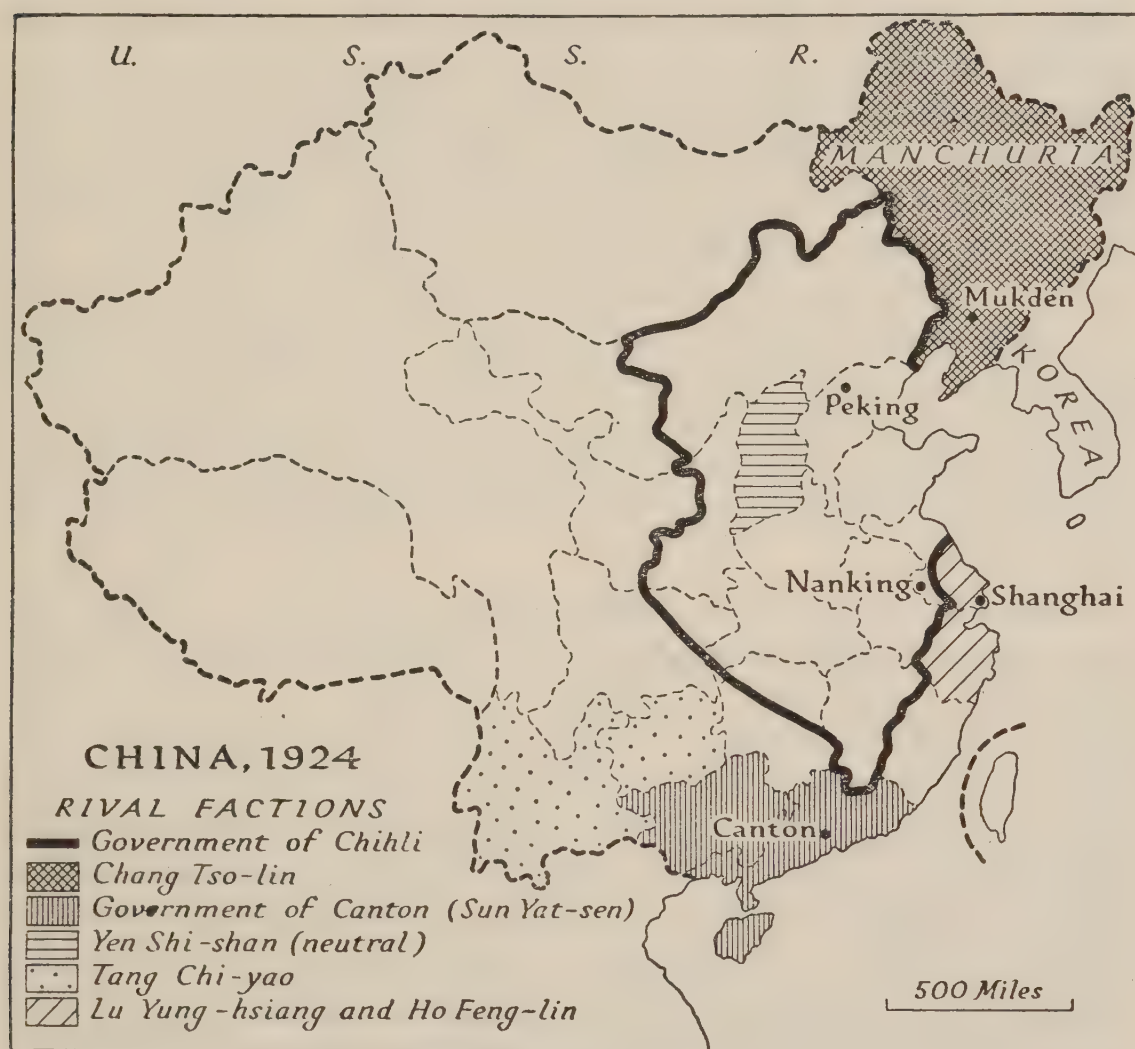 U. S. S. R.
MANCHURIA
Mukden
KOREA
Peking
Nanking
Shanghai
Canton
CHINA, 1924
RIVAL FACTIONS
Government of Chihli
Chang Tso-lin
Government of Canton (Sun Yat-sen)
Yen Shi-shan (neutral)
Tang Chi-yao
Lu Yung-hsiang and Ho Feng-lin
500 Miles